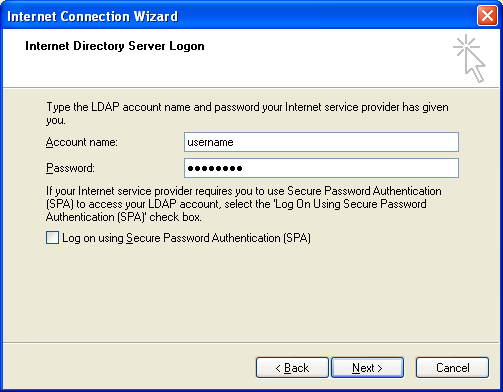 Internet Connection Wizard
Internet Directory Server Logon
Type the LDAP account name and password your Internet service provider has given
you.
Account name: username
Password: ●●●●●●●●
If your Internet service provider requires you to use Secure Password Authentication
(SPA) to access your LDAP account, select the 'Log On Using Secure Password
Authentication (SPA)' check box.
Log on using Secure Password Authentication (SPA)
< Back Next > Cancel